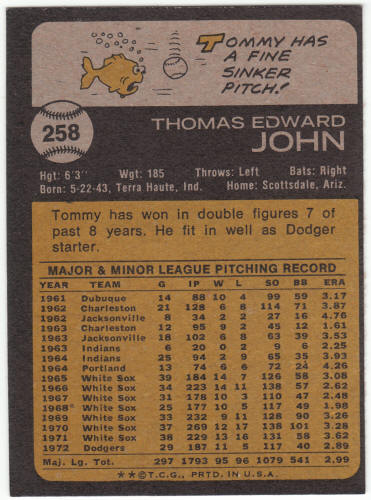 TOMMY HAS
A FINE
SINKER
PITCH!
258
THOMAS EDWARD
JOHN
Hgt: 6'3" Wgt: 185 Throws: Left Bats: Right
Born: 5-22-43, Terra Haute, Ind. Home: Scottsdale, Ariz.
Tommy has won in double figures 7 of
past 8 years. He fit in well as Dodger
starter.
MAJOR & MINOR LEAGUE PITCHING RECORD
YEAR TEAM G IP W L SO BB ERA
1961 Dubuque 14 88 10 4 99 59 3.17
1962 Charleston 21 128 6 8 114 71 3.87
1962 Jacksonville 8 34 2 2 27 16 4.76
1963 Charleston 12 95 9 2 45 12 1.61
1963 Jacksonville 18 102 6 8 63 39 3.53
1963 Indians 6 20 0 2 9 6 2.25
1964 Indians 25 94 2 9 65 35 3.93
1964 Portland 13 74 6 6 72 24 4.26
1965 White Sox 39 184 14 7 126 58 3.08
1966 White Sox 34 223 14 11 138 57 2.62
1967 White Sox 31 178 10 13 110 47 2.48
1968* White Sox 25 177 10 5 117 49 1.98
1969 White Sox 33 232 9 11 128 90 3.26
1970 White Sox 37 269 12 17 138 101 3.28
1971 White Sox 38 229 13 16 131 58 3.62
1972 Dodgers 29 187 11 5 117 40 2.89
Maj. Lg. Tot. 297 1793 95 96 1079 541 2.99
**©T.C.G., PRTD. IN U.S.A.